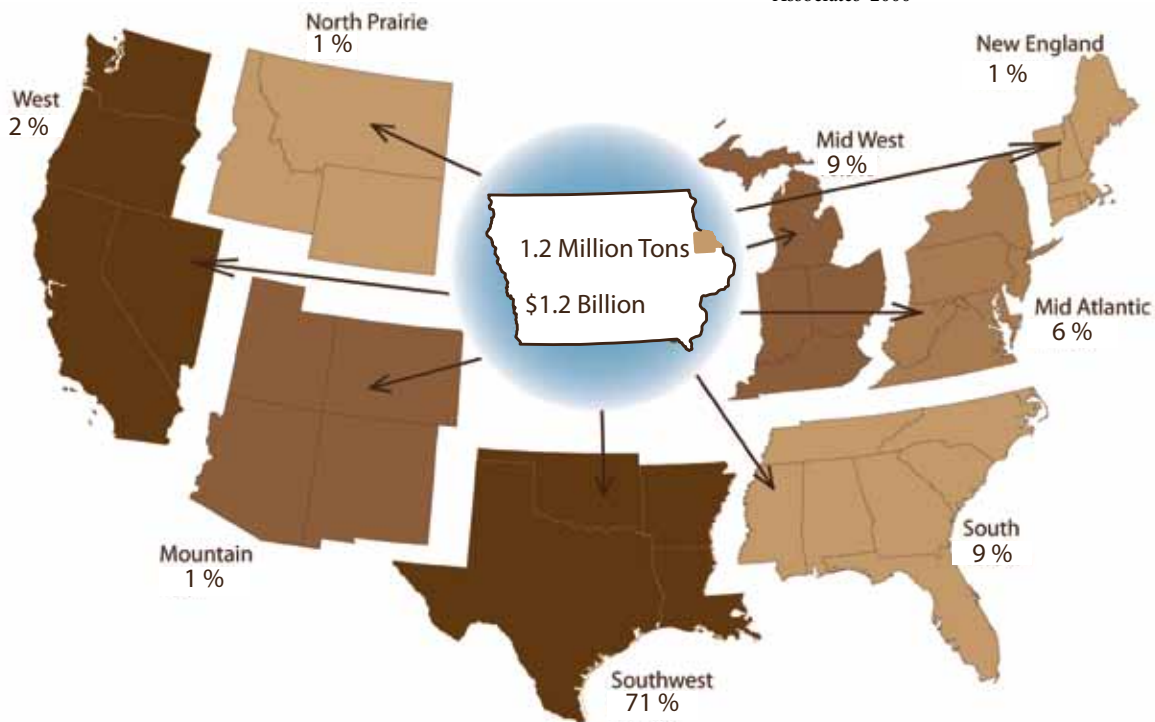 North Prairie
1 %
New England
1 %
West
2 %
Mid West
9 %
1.2 Million Tons
$1.2 Billion
Mid Atlantic
6 %
South
9 %
Mountain
1 %
Southwest
71 %